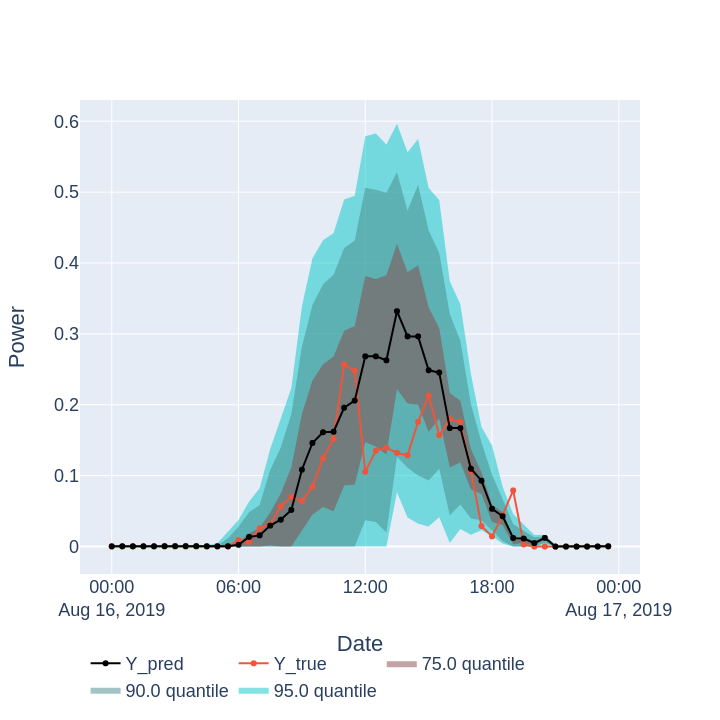 0.6
0.5
0.4
0.3
0.2
0.1
0
Power
00:00 06:00 12:00 18:00 00:00
Aug 16, 2019 Aug 17, 2019
Date
Y_pred Y_true 75.0 quantile
90.0 quantile 95.0 quantile